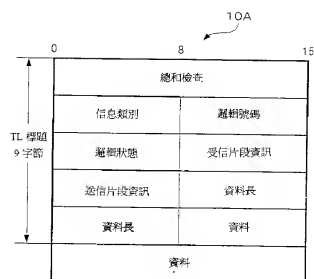 10A
0 8 15
總和檢查
信息類別 邏輯號碼
TL 標題
9 字節
邏輯狀態 受信片段資訊
送信片段資訊 資料長
資料長 資料
資料